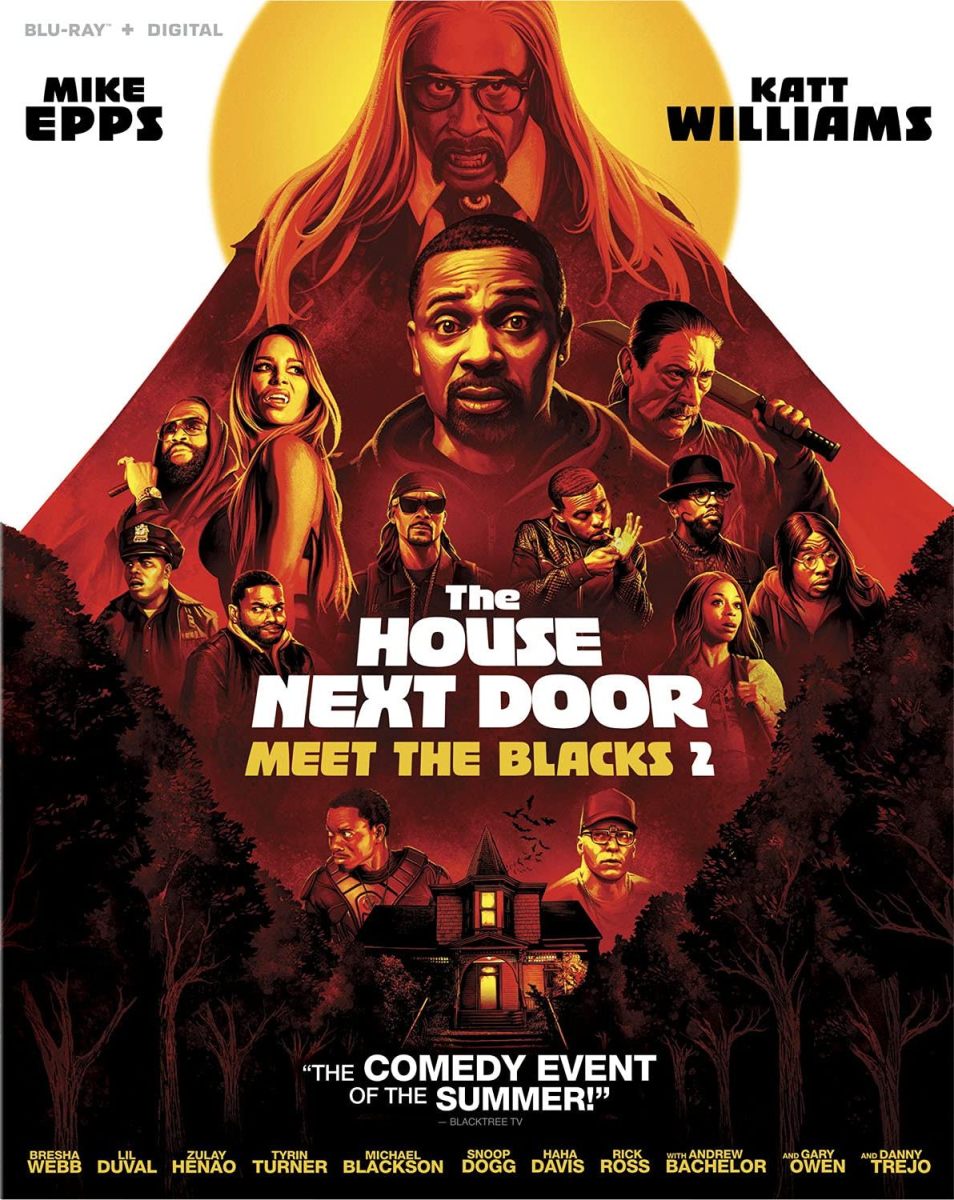 BLU-RAY™ + DIGITAL
MIKE
EPPS
KATT
WILLIAMS
The
HOUSE
NEXT DOOR
MEET THE BLACKS 2
“THE COMEDY EVENT
OF THE SUMMER!”
— BLACKTREE TV
BRESHA
WEBB
LIL
DUVAL
ZULAY
HENAO
TYRIN
TURNER
MICHAEL
BLACKSON
SNOOP
DOGG
HAHA
DAVIS
RICK
ROSS
WITH ANDREW
BACHELOR
AND GARY
OWEN
AND DANNY
TREJO